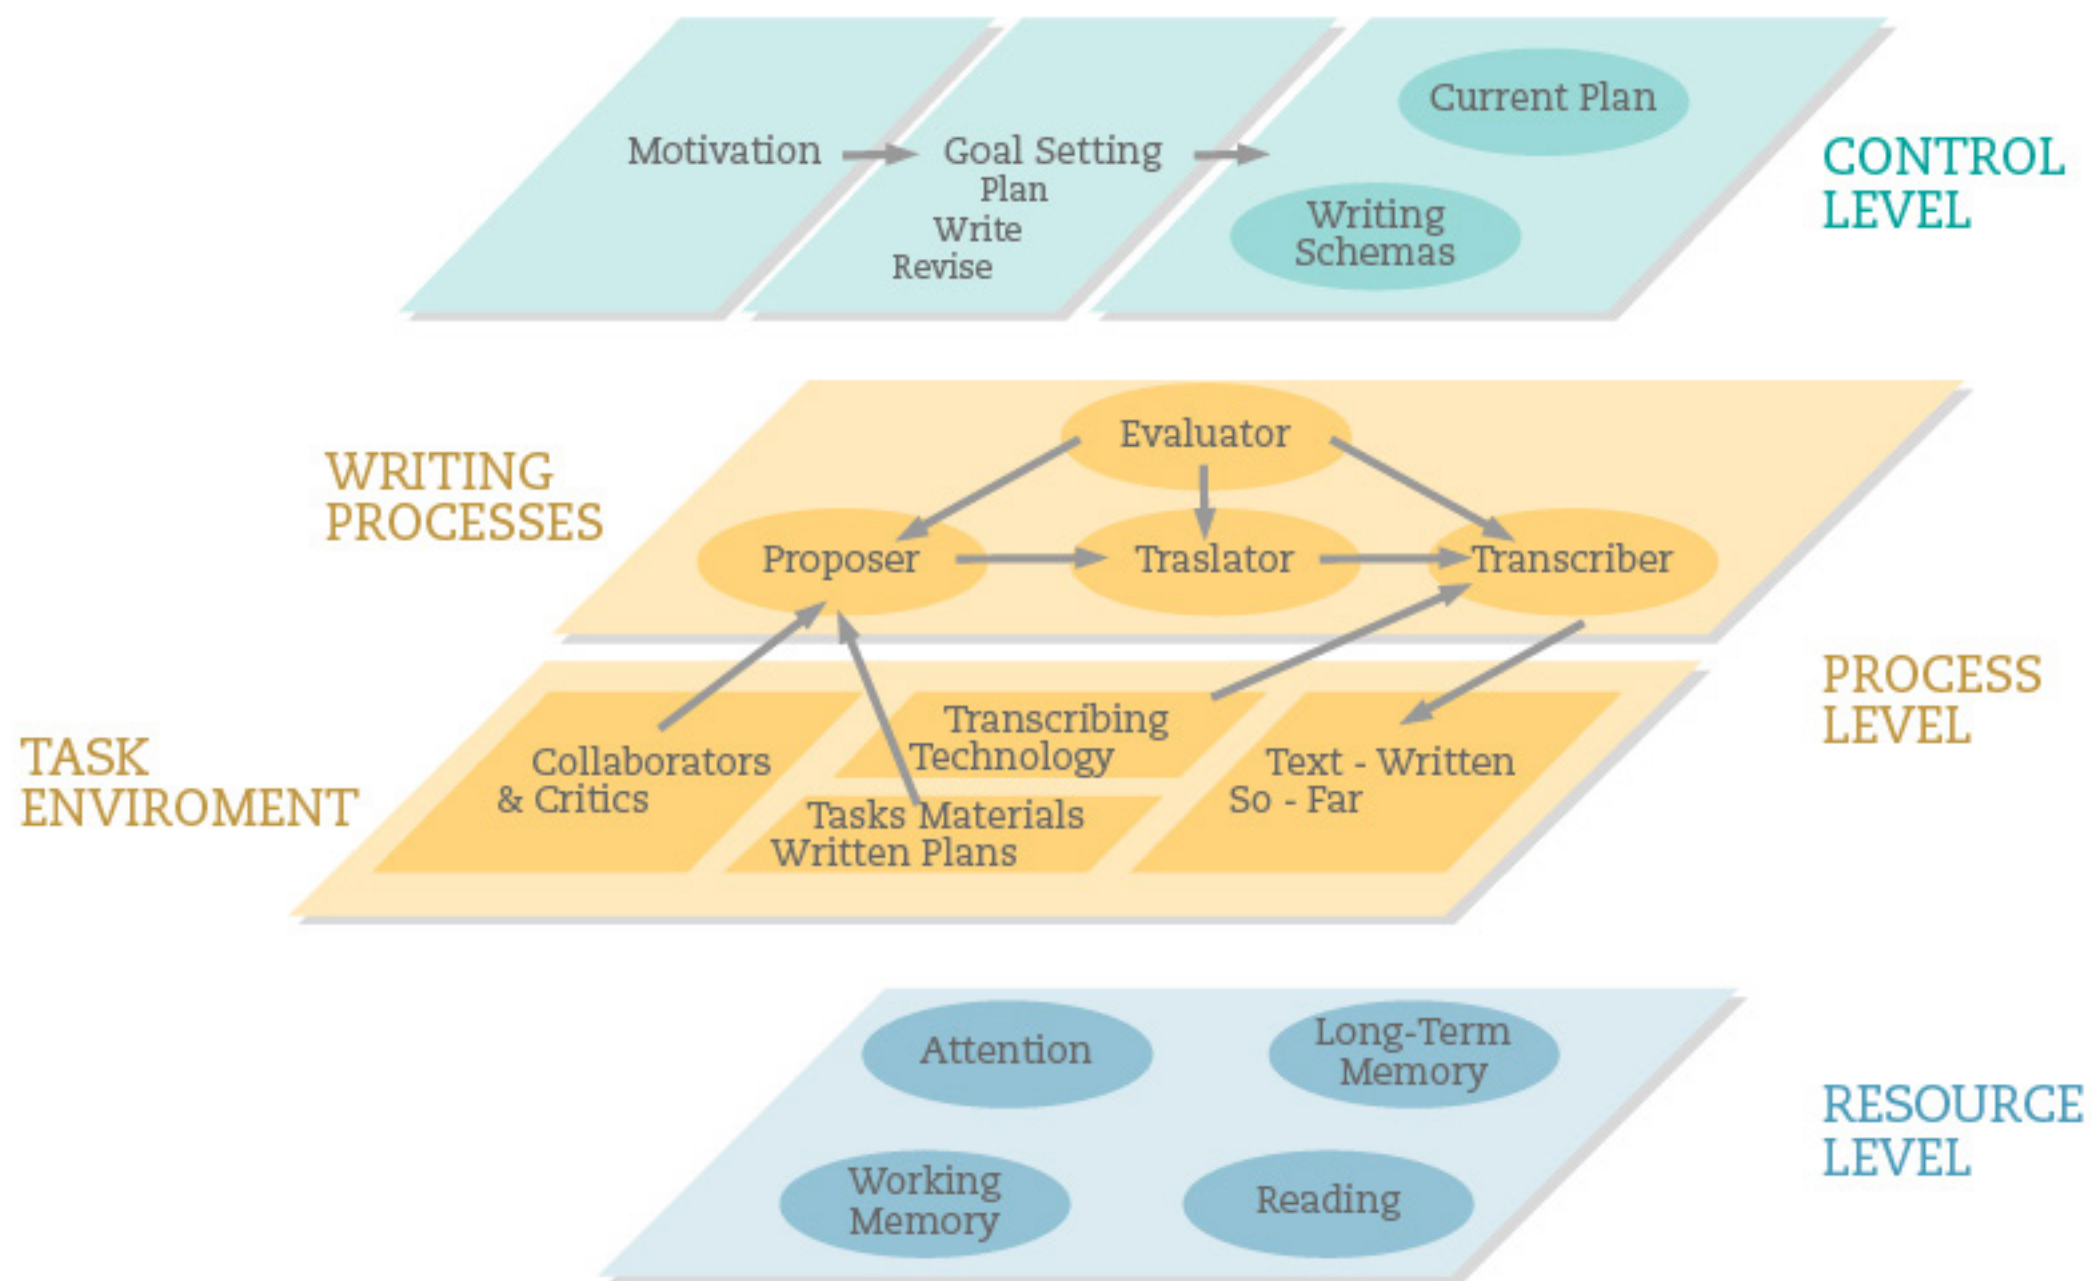 Motivation
Goal Setting
Plan
Write
Revise
Current Plan
Writing
Schemas
CONTROL
LEVEL
WRITING
PROCESSES
Evaluator
Proposer
Traslator
Transcriber
PROCESS
LEVEL
TASK
ENVIROMENT
Collaborators
& Critics
Transcribing
Technology
Tasks Materials
Written Plans
Text - Written
So - Far
Attention
Long-Term
Memory
Working
Memory
Reading
RESOURCE
LEVEL